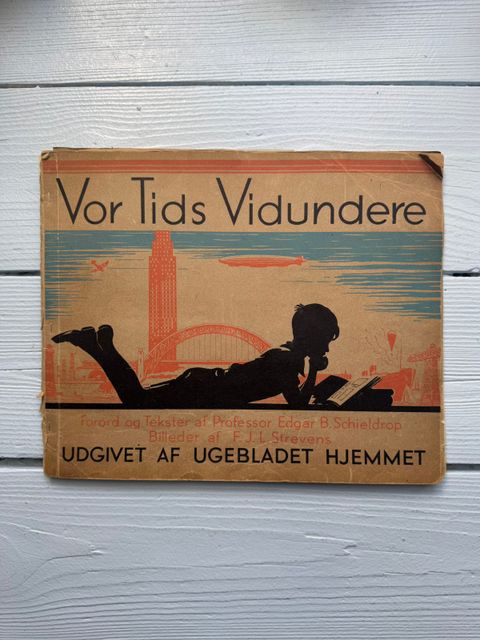 Vor Tids Vidundere
Forord og Tekster af Professor Edgar B. Schieldrop
Billeder af F. J. L. Strevens
UDGIVET AF UGEBLADET HJEMMET